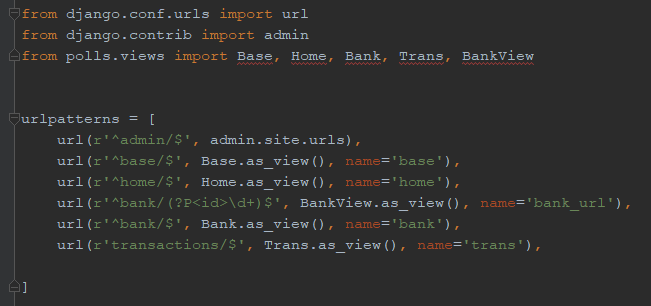 from django.conf.urls import url
from django.contrib import admin
from polls.views import Base, Home, Bank, Trans, BankView
urlpatterns = [
    url(r'^admin/$', admin.site.urls),
    url(r'^base/$', Base.as_view(), name='base'),
    url(r'^home/$', Home.as_view(), name='home'),
    url(r'^bank/(?P<id>\d+)$', BankView.as_view(), name='bank_url'),
    url(r'^bank/$', Bank.as_view(), name='bank'),
    url(r'transactions/$', Trans.as_view(), name='trans'),
]